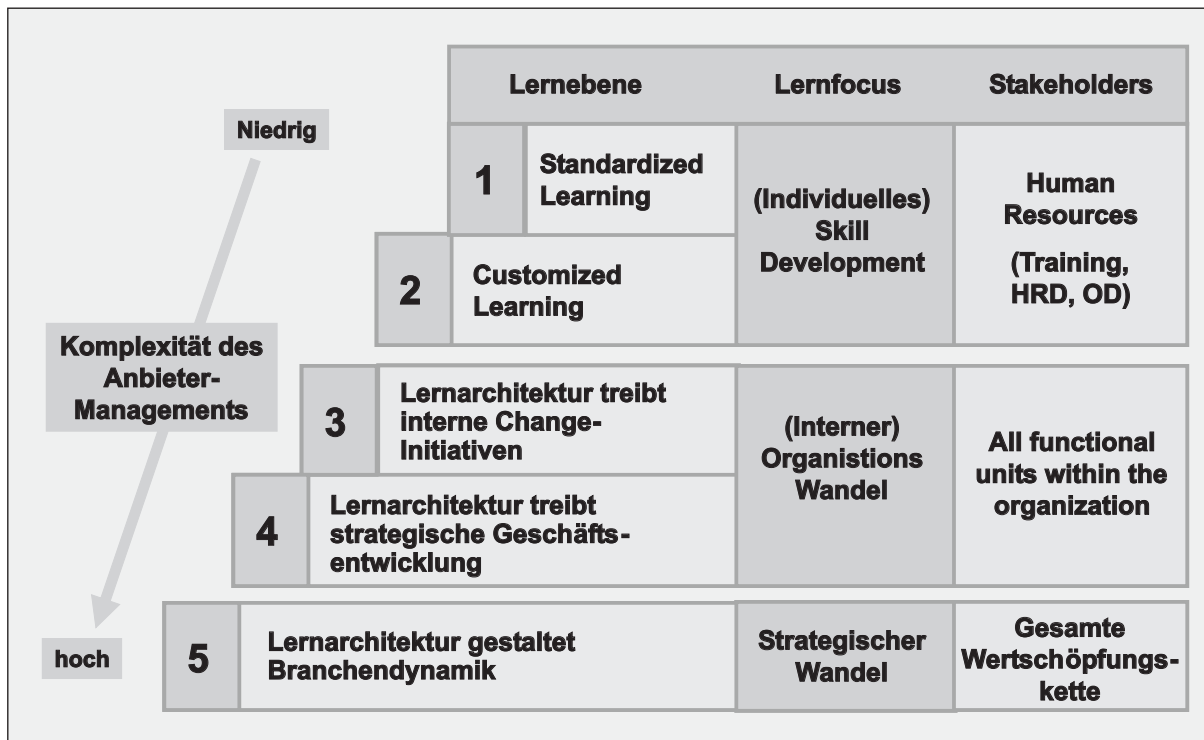 Lernebene
Lernfocus
Stakeholders
Niedrig
Komplexität des
Anbieter-
Managements
hoch
1
Standardized
Learning
2
Customized
Learning
(Individuelles)
Skill
Development
Human
Resources
(Training,
HRD, OD)
3
Lernarchitektur treibt
interne Change-
Initiativen
4
Lernarchitektur treibt
strategische Geschäfts-
entwicklung
(Interner)
Organistions
Wandel
All functional
units within the
organization
5
Lernarchitektur gestaltet
Branchendynamik
Strategischer
Wandel
Gesamte
Wertschöpfungs-
kette